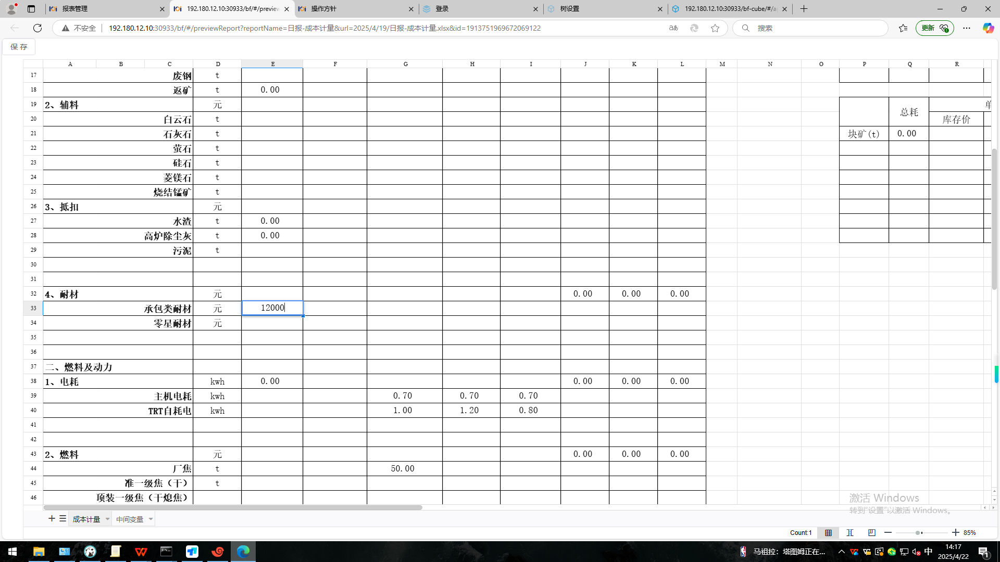 报表管理
192.180.12.10:30933/bf/#/preview
操作方针
登录
树设置
192.180.12.10:30933/bf-cube/#/a
不安全
192.180.12.10:30933/bf/#/previewReport?reportName=日报-成本计量&url=2025/4/19/日报-成本计量.xlsx&id=1913751969672069122
搜索
更新
保 存
A B C D E F G H I J K L M N O P Q R
17 废钢 t
18 返矿 t 0.00
19 2、辅料 元 总耗 单
20 白云石 t 库存价
21 石灰石 t 块矿(t) 0.00
22 萤石 t
23 硅石 t
24 菱镁石 t
25 烧结锰矿 t
26 3、抵扣 元
27 水渣 t 0.00
28 高炉除尘灰 t 0.00
29 污泥 t
30
31
32 4、耐材 元 0.00 0.00 0.00
33 承包类耐材 元 12000
34 零星耐材 元
35
36
37 二、燃料及动力
38 1、电耗 kwh 0.00 0.00 0.00 0.00
39 主机电耗 kwh 0.70 0.70 0.70
40 TRT自耗电 kwh 1.00 1.20 0.80
41
42
43 2、燃料 元 0.00 0.00 0.00
44 厂焦 t 50.00
45 准一级焦（干） t
46 顶装一级焦（干熄焦）
激活 Windows
转到"设置"以激活 Windows。
成本计量
中间变量
Count:1
85%
马祖拉：塔图姆正在...
中
14:17
2025/4/22
1